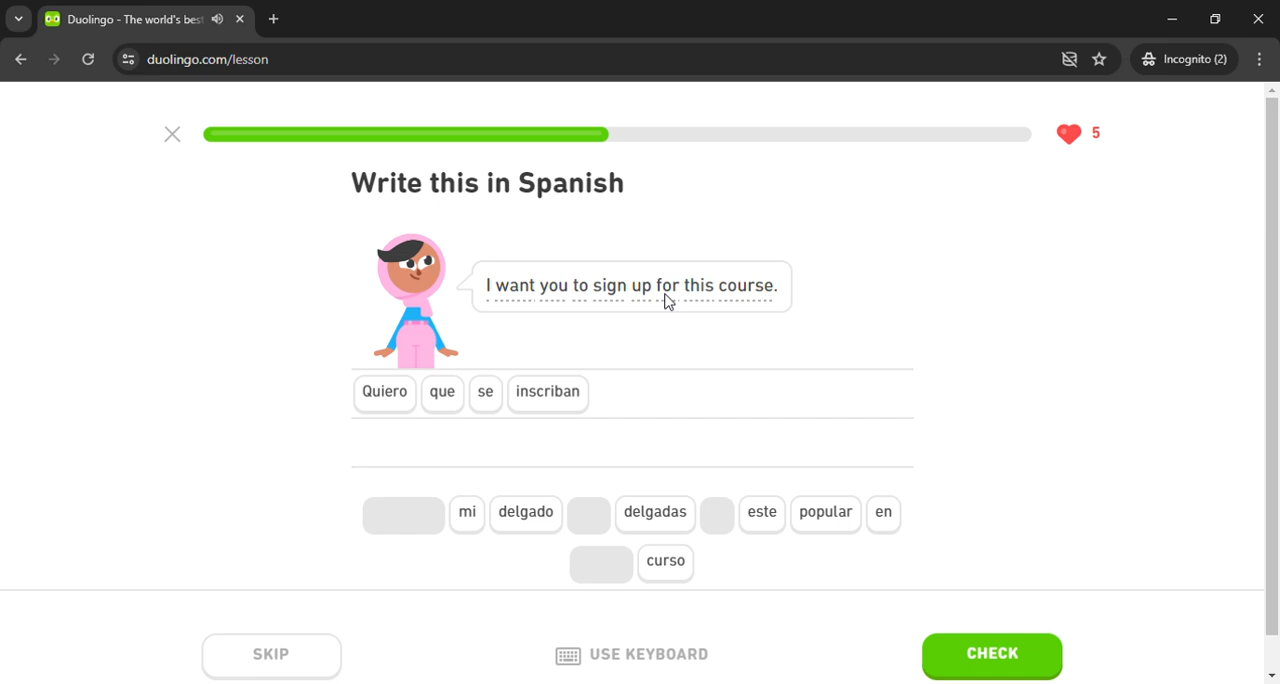 Duolingo - The world's bes
duolingo.com/lesson
Incognito (2)
5
Write this in Spanish
I want you to sign up for this course.
Quiero que se inscriban
mi delgado delgadas este popular en
curso
SKIP USE KEYBOARD CHECK